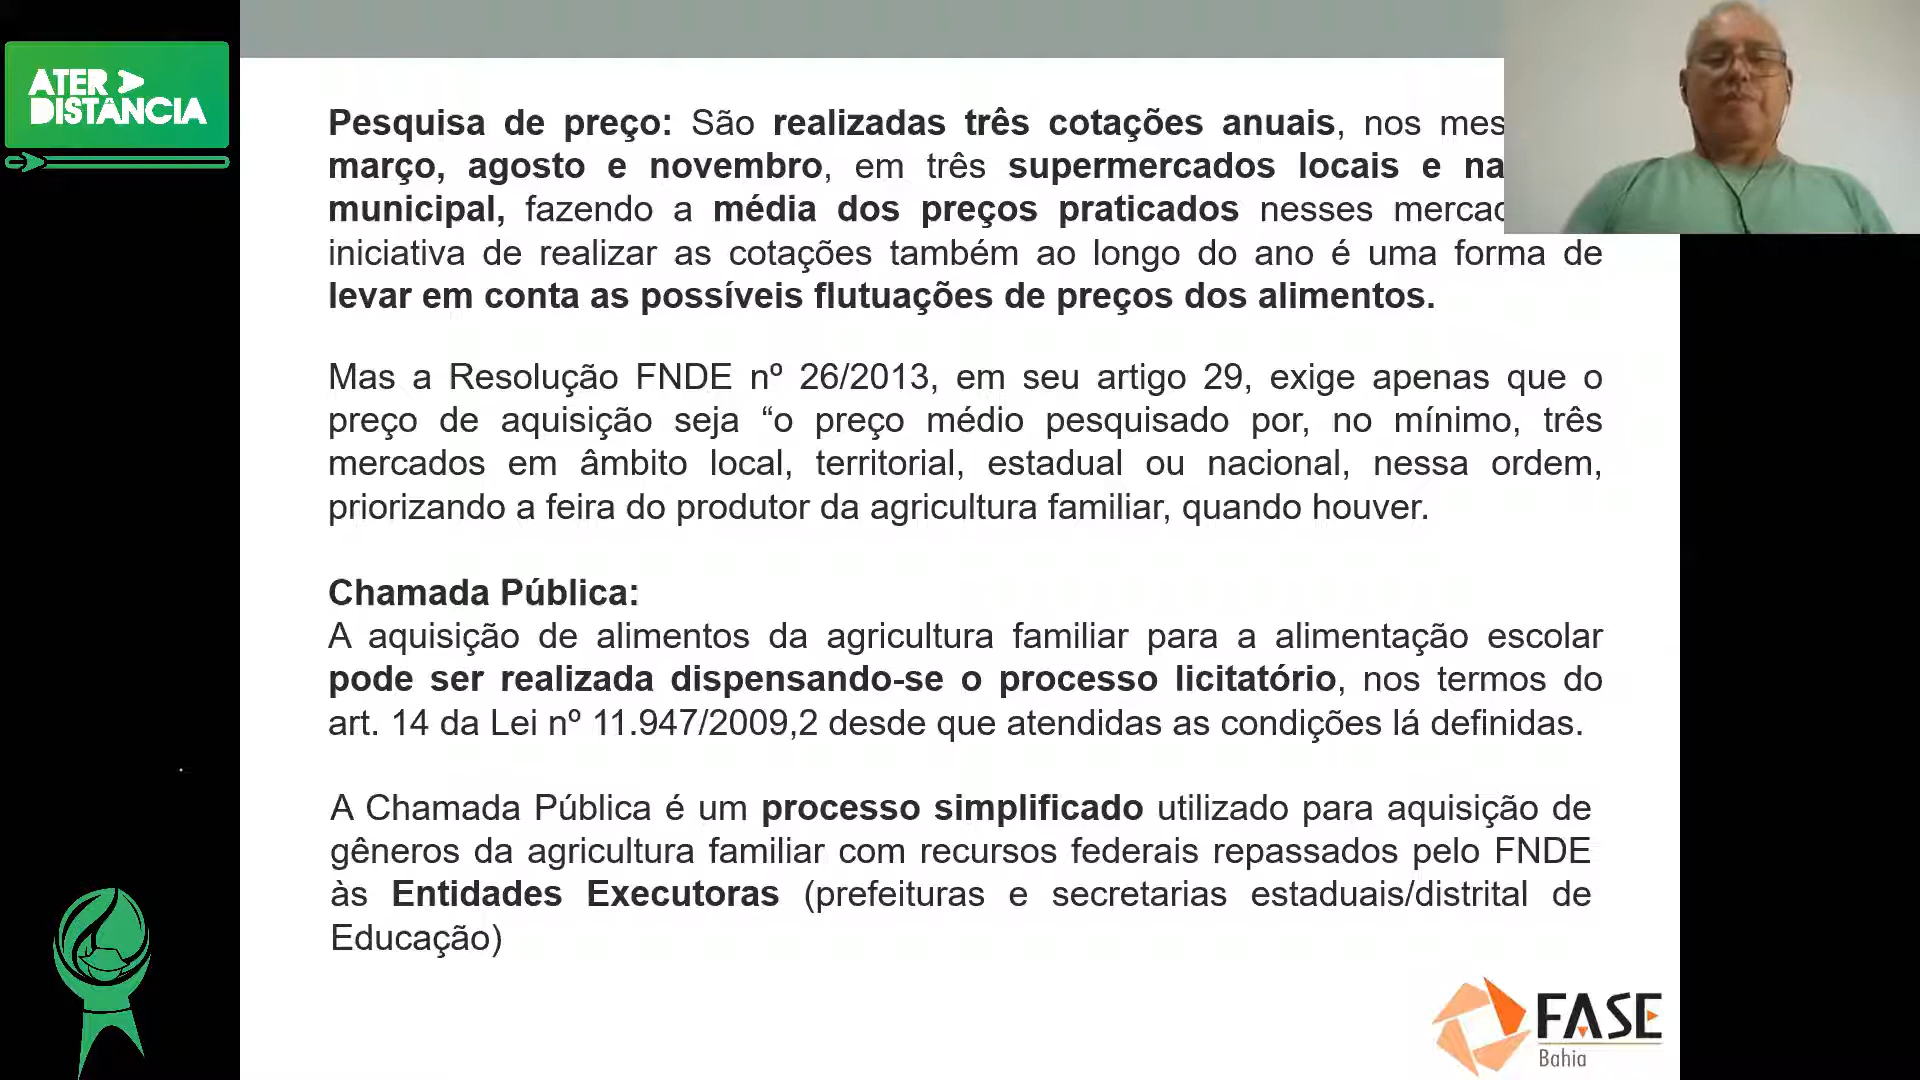 ATER
DISTÂNCIA
Pesquisa de preço: São realizadas três cotações anuais, nos
março, agosto e novembro, em três supermercados locais e na
municipal, fazendo a média dos preços praticados nesses
iniciativa de realizar as cotações também ao longo do ano é uma forma de
levar em conta as possíveis flutuações de preços dos alimentos.
Mas a Resolução FNDE nº 26/2013, em seu artigo 29, exige apenas que o
preço de aquisição seja “o preço médio pesquisado por, no mínimo, três
mercados em âmbito local, territorial, estadual ou nacional, nessa ordem,
priorizando a feira do produtor da agricultura familiar, quando houver.
Chamada Pública:
A aquisição de alimentos da agricultura familiar para a alimentação escolar
pode ser realizada dispensando-se o processo licitatório, nos termos do
art. 14 da Lei nº 11.947/2009,2 desde que atendidas as condições lá definidas.
A Chamada Pública é um processo simplificado utilizado para aquisição de
gêneros da agricultura familiar com recursos federais repassados pelo FNDE
às Entidades Executoras (prefeituras e secretarias estaduais/distrital de
Educação)
FASE
Bahia